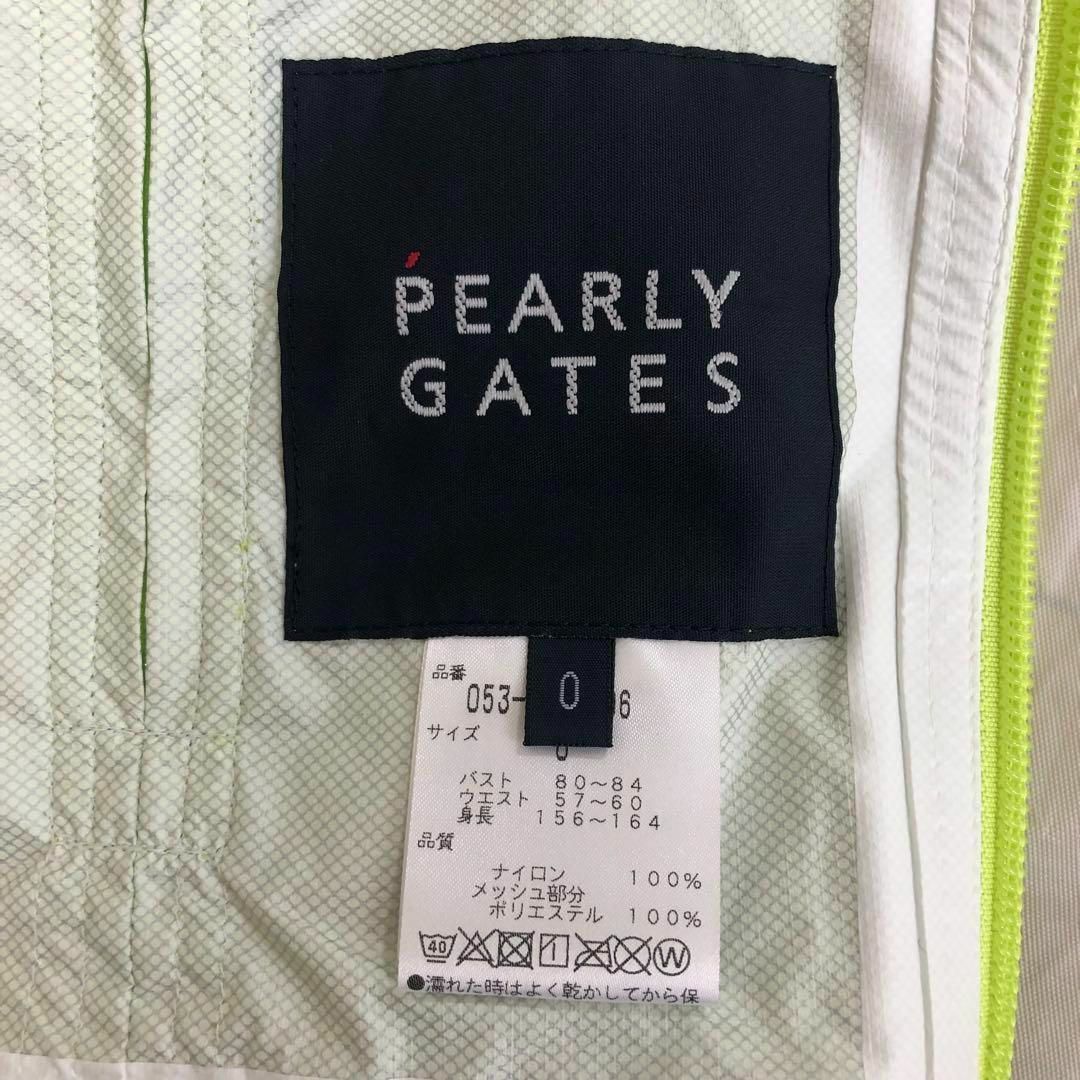 PEARLY
GATES
0
品番
053- 06
サイズ
0
バスト 80～84
ウエスト 57～60
身長 156～164
品質
ナイロン 100%
メッシュ部分
ポリエステル 100%
40
W
●濡れた時はよく乾かしてから保